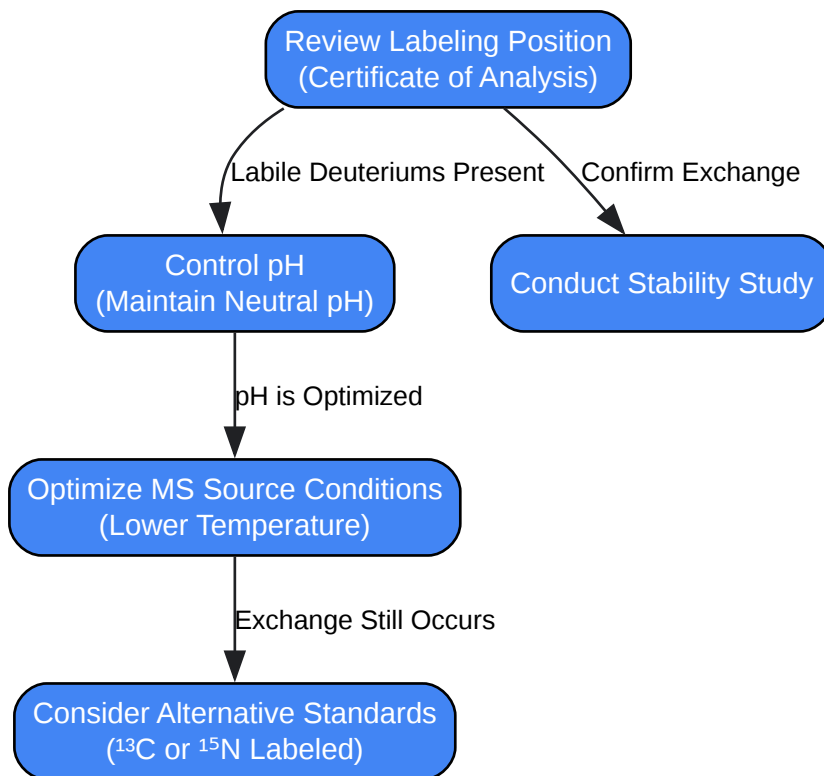 Review Labeling Position
(Certificate of Analysis)
Labile Deuteriums Present
Confirm Exchange
Control pH
(Maintain Neutral pH)
Conduct Stability Study
pH is Optimized
Optimize MS Source Conditions
(Lower Temperature)
Exchange Still Occurs
Consider Alternative Standards
(¹³C or ¹⁵N Labeled)